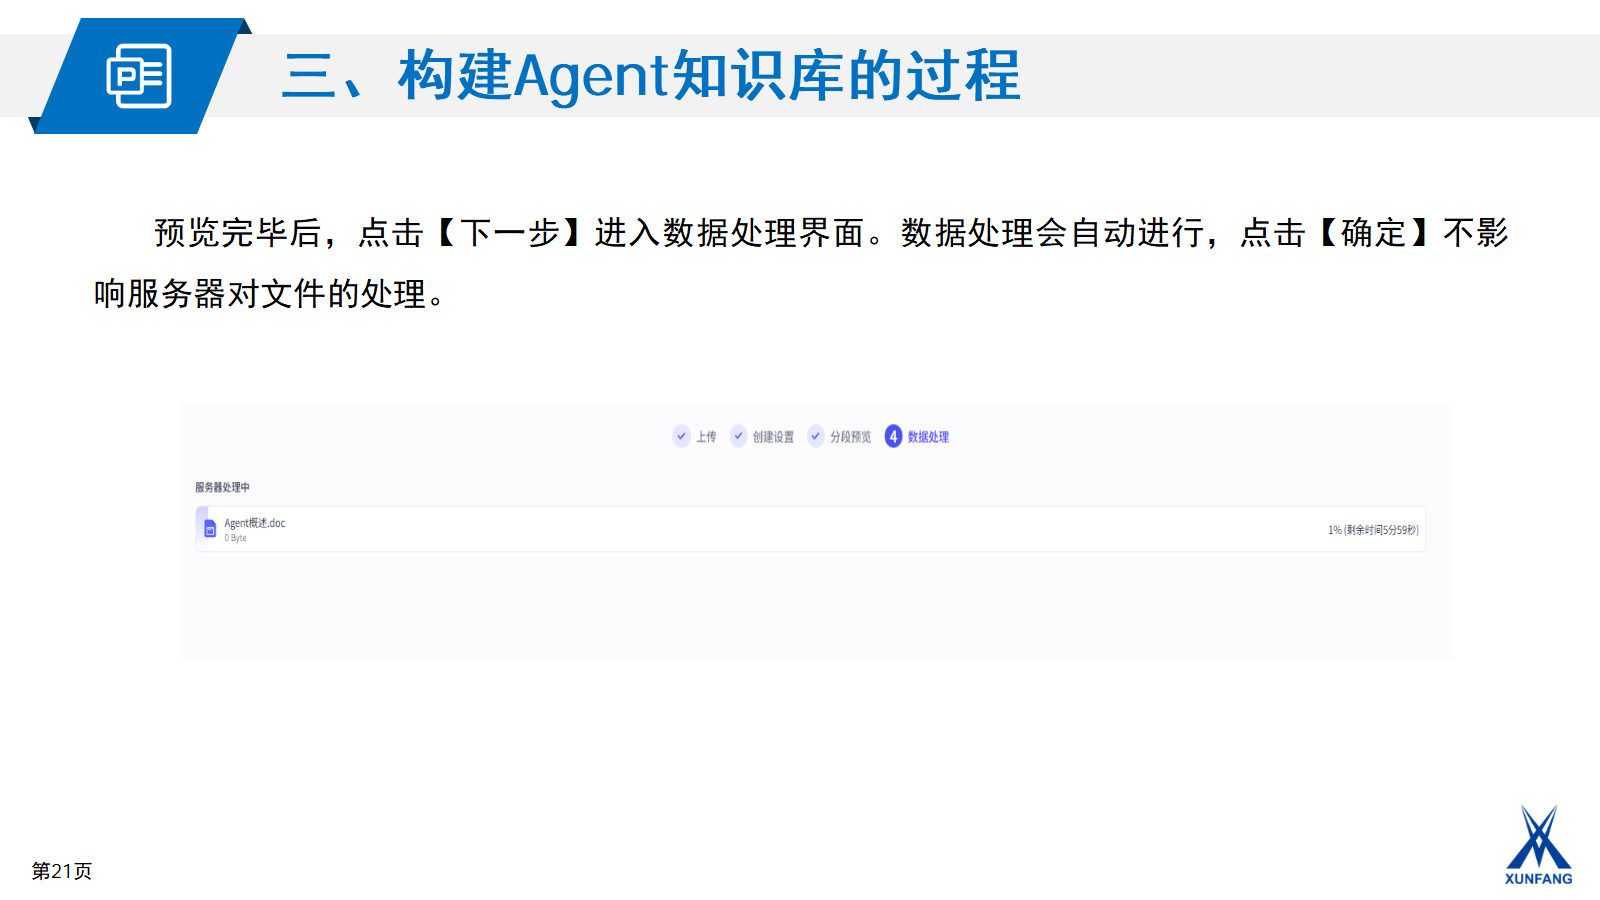 三、构建Agent知识库的过程
预览完毕后，点击【下一步】进入数据处理界面。数据处理会自动进行，点击【确定】不影
响服务器对文件的处理。
上传 创建设置 分段预览 4 数据处理
服务器处理中
Agent概述.doc
0 Byte
1% (剩余时间5分59秒)
第21页
XUNFANG